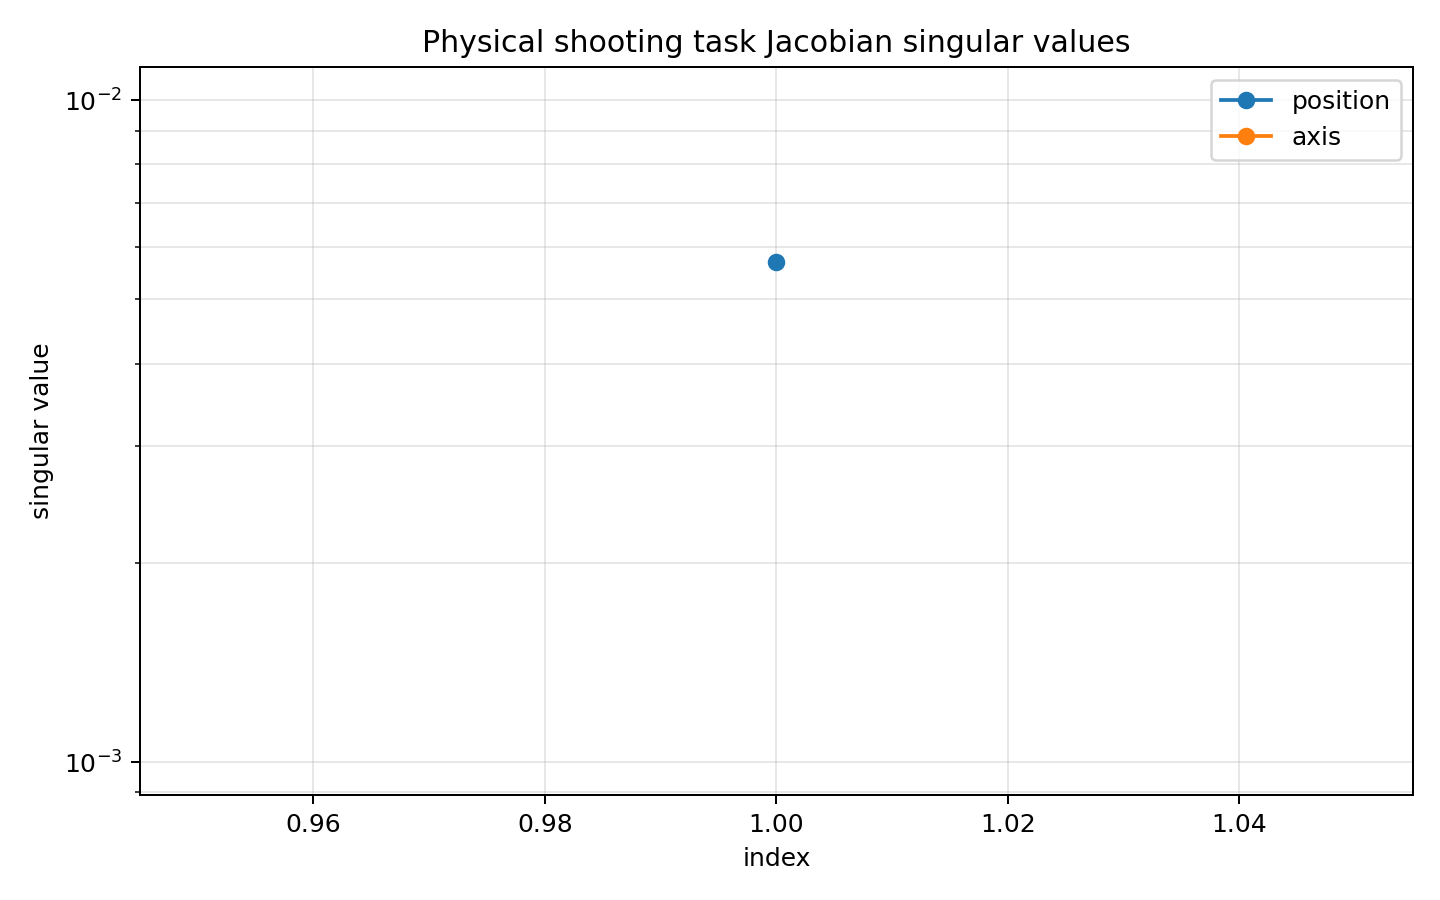 Physical shooting task Jacobian singular values
position
axis
10⁻²
10⁻³
singular value
0.96 0.98 1.00 1.02 1.04
index